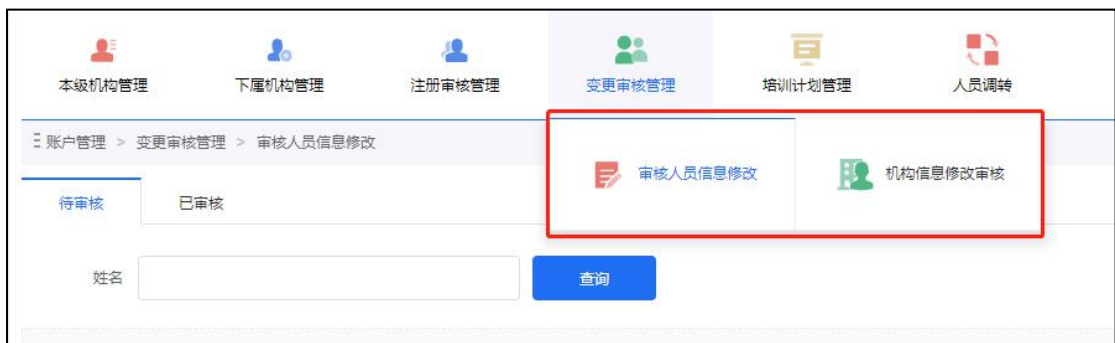 本级机构管理 下属机构管理 注册审核管理 变更审核管理 培训计划管理 人员调转
账户管理 > 变更审核管理 > 审核人员信息修改
审核人员信息修改 机构信息修改审核
待审核 已审核
姓名 查询